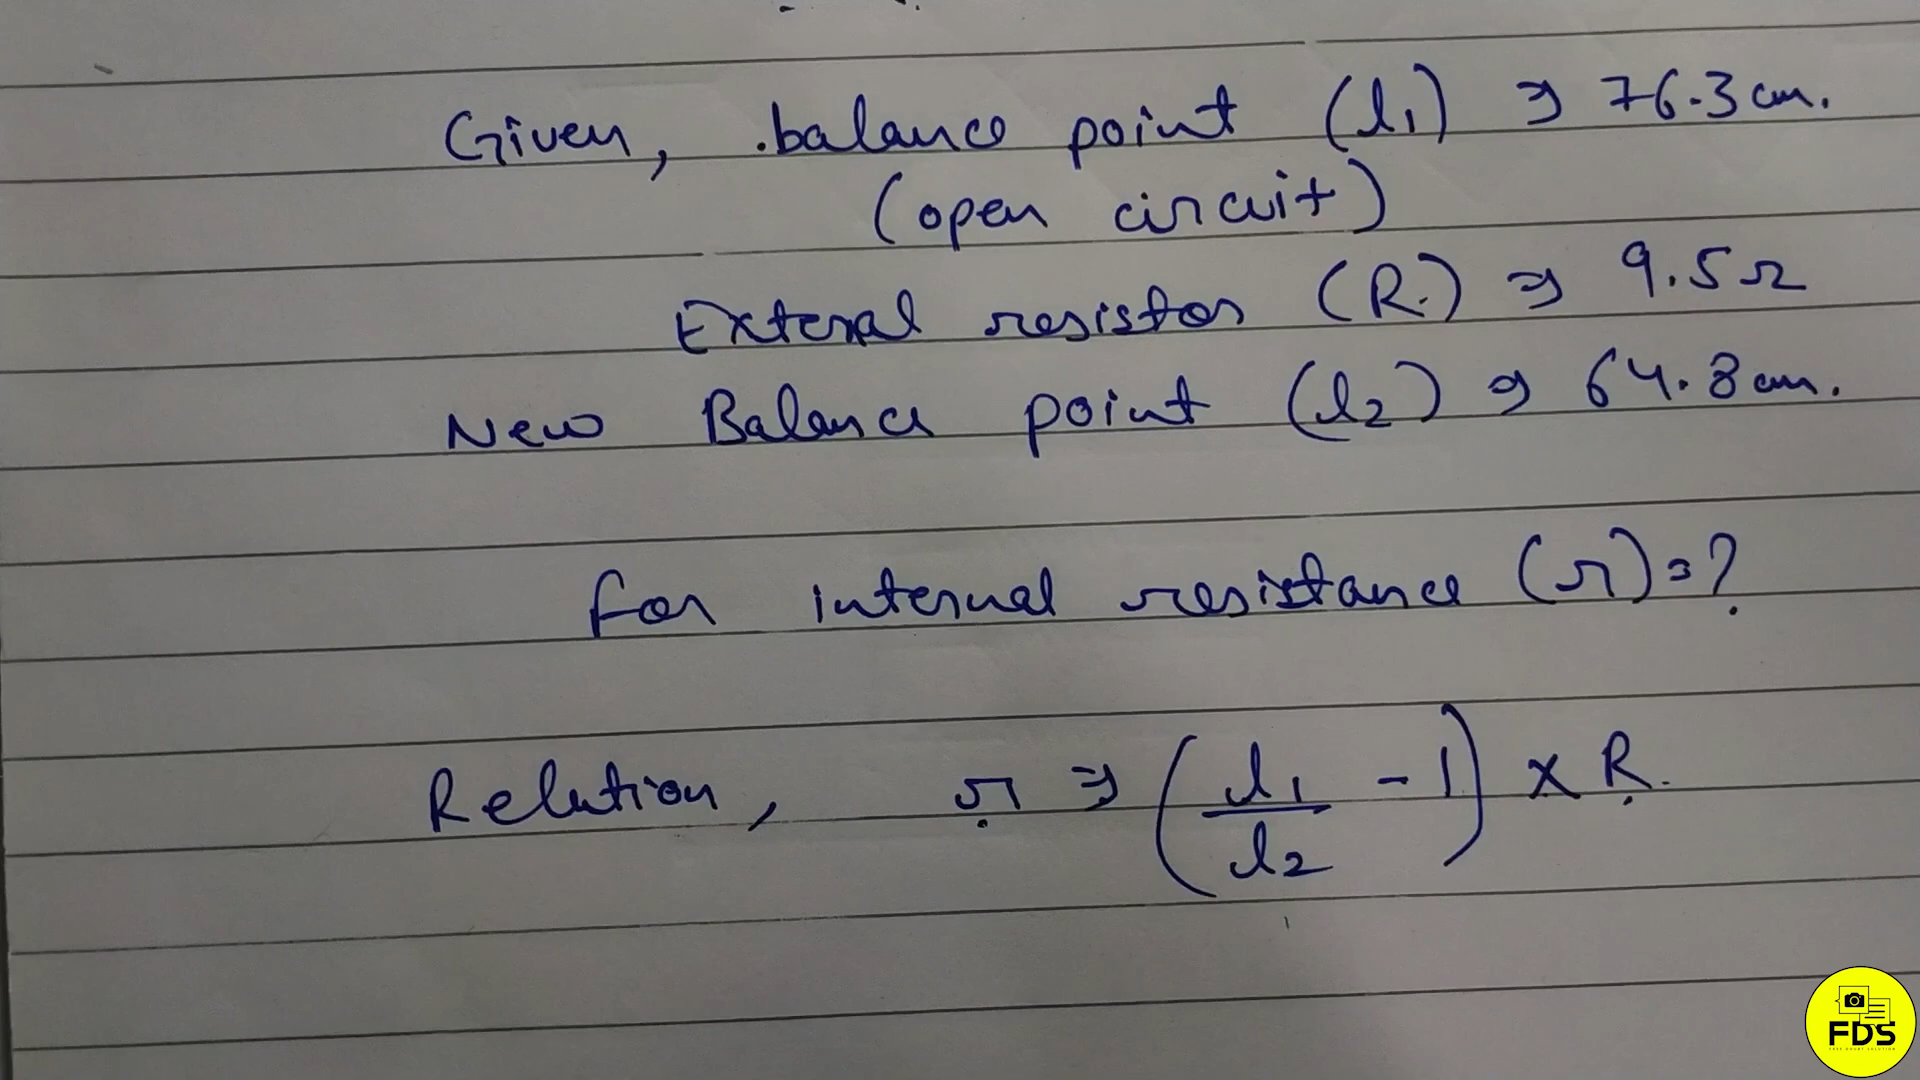 Given, balance point (l₁) ⇒ 76.3 cm.
(open circuit)
External resistor (R.) ⇒ 9.5 Ω
New Balance point (l₂) ⇒ 64.8 cm.
for internal resistance (r) = ?
Relation, r ⇒ (l₁/l₂ - 1) × R.
FDS